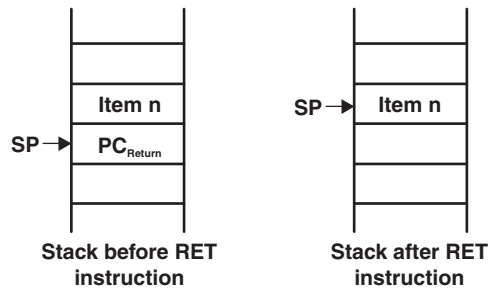 Item n
SP
PC Return
Stack before RET
instruction
SP
Item n
Stack after RET
instruction